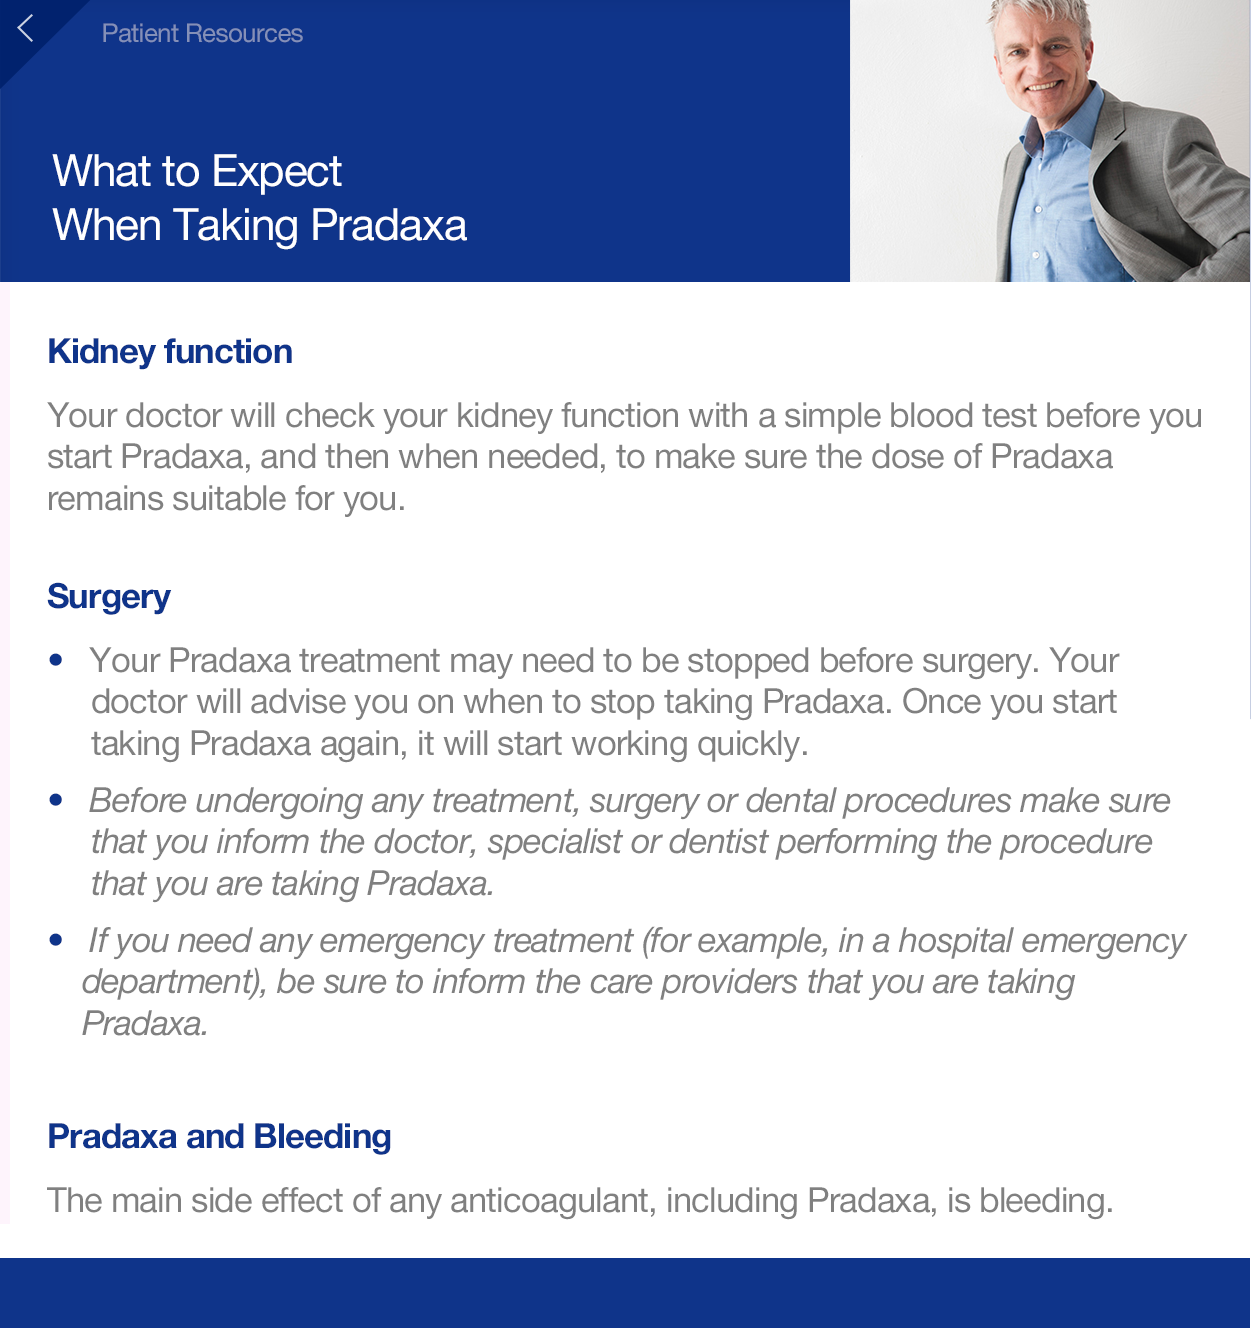 Patient Resources
What to Expect
When Taking Pradaxa
Kidney function
Your doctor will check your kidney function with a simple blood test before you
start Pradaxa, and then when needed, to make sure the dose of Pradaxa
remains suitable for you.
Surgery
• Your Pradaxa treatment may need to be stopped before surgery. Your
doctor will advise you on when to stop taking Pradaxa. Once you start
taking Pradaxa again, it will start working quickly.
• Before undergoing any treatment, surgery or dental procedures make sure
that you inform the doctor, specialist or dentist performing the procedure
that you are taking Pradaxa.
• If you need any emergency treatment (for example, in a hospital emergency
department), be sure to inform the care providers that you are taking
Pradaxa.
Pradaxa and Bleeding
The main side effect of any anticoagulant, including Pradaxa, is bleeding.